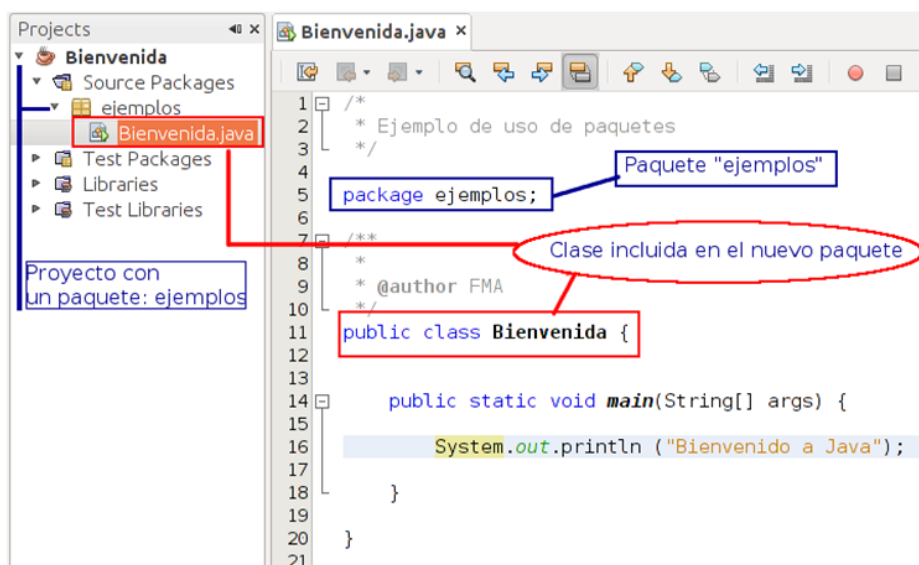 Projects
Bienvenida
Source Packages
ejemplos
Bienvenida.java
Test Packages
Libraries
Test Libraries
Proyecto con
un paquete: ejemplos
Bienvenida.java
1 /*
2 * Ejemplo de uso de paquetes
3 */
4
5 package ejemplos;
Paquete "ejemplos"
6
7 /**
Clase incluida en el nuevo paquete
8 *
9 * @author FMA
10 */
11 public class Bienvenida {
12
13
14 public static void main(String[] args) {
15
16 System.out.println ("Bienvenido a Java");
17
18 }
19
20 }
21